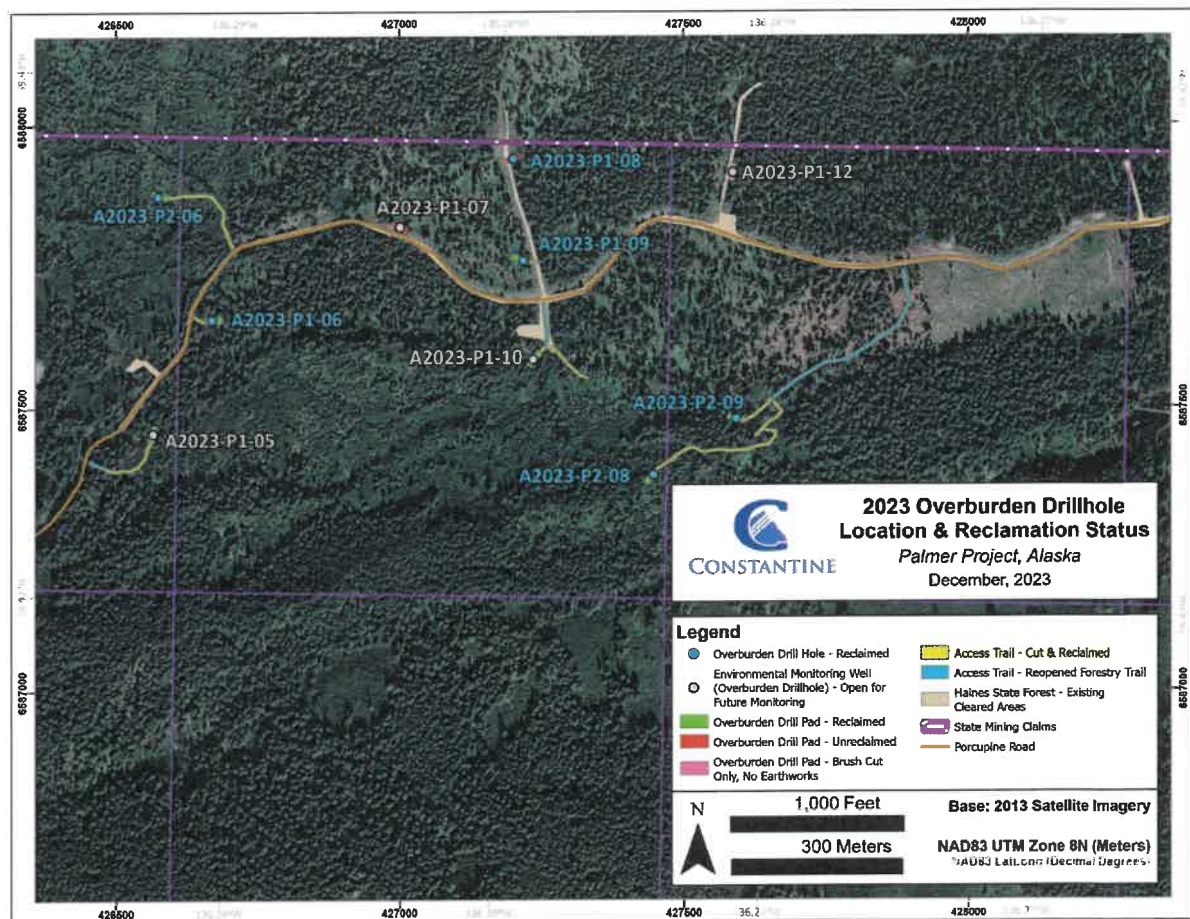 426500
427000
427500
428000
6588000
A2023-P1-08
A2023-P1-12
A2023-P2-06
A2023-P1-07
A2023-P1-09
A2023-P1-06
A2023-P1-10
A2023-P2-09
6587500
6587500
A2023-P1-05
A2023-P2-08
CONSTANTINE
2023 Overburden Drillhole
Location & Reclamation Status
Palmer Project, Alaska
December, 2023
Legend
Overburden Drill Hole - Reclaimed
Environmental Monitoring Well
(Overburden Drillhole) - Open for
Future Monitoring
Overburden Drill Pad - Reclaimed
Overburden Drill Pad - Unreclaimed
Overburden Drill Pad - Brush Cut
Only, No Earthworks
Access Trail - Cut & Reclaimed
Access Trail - Reopened Forestry Trail
Haines State Forest - Existing
Cleared Areas
State Mining Claims
Porcupine Road
6587000
6587000
N
1,000 Feet
300 Meters
Base: 2013 Satellite Imagery
NAD83 UTM Zone 8N (Meters)
NAD83 LatLong (Decimal Degrees)
426500
427000
427500
428000